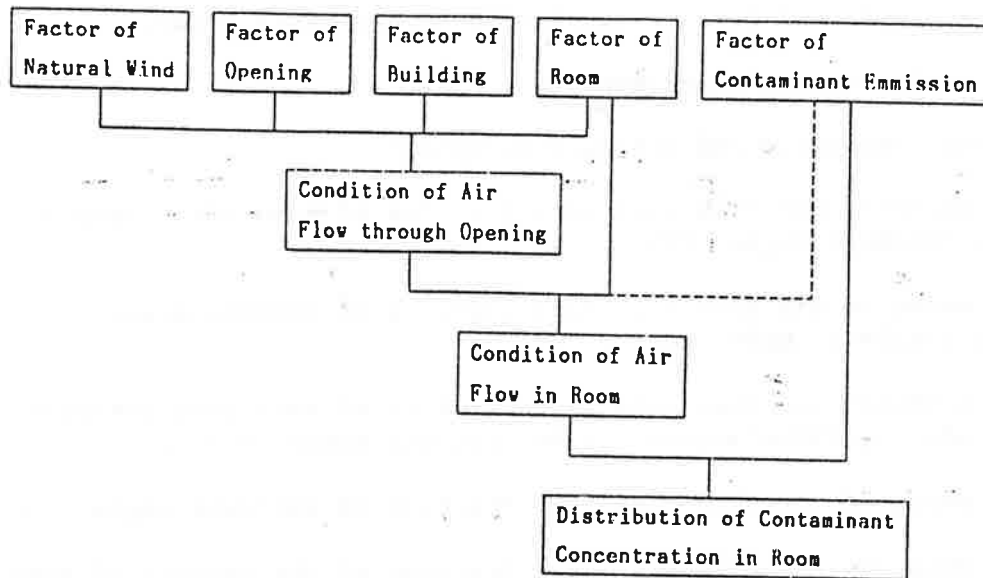 Factor of
Natural Wind
Factor of
Opening
Factor of
Building
Factor of
Room
Factor of
Contaminant Emmission
Condition of Air
Flow through Opening
Condition of Air
Flow in Room
Distribution of Contaminant
Concentration in Room